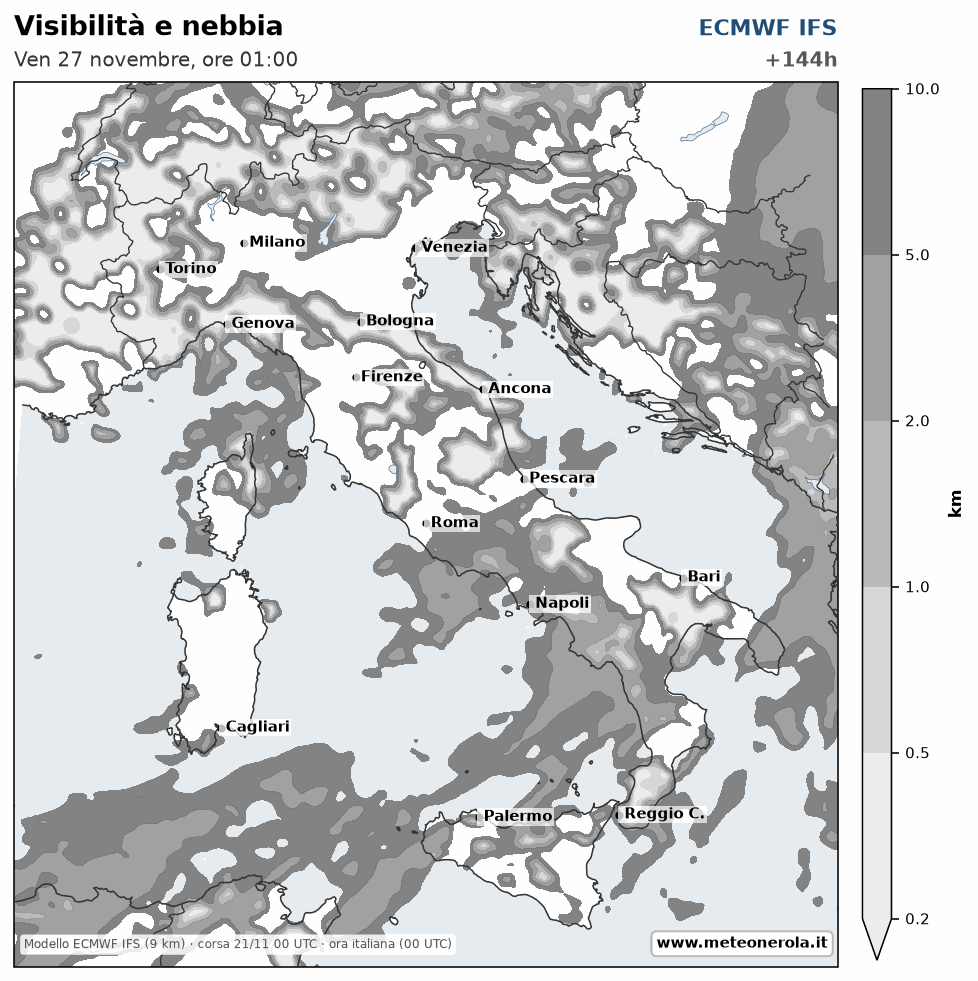 Visibilità e nebbia
ECMWF IFS
Ven 27 novembre, ore 01:00
+144h
10.0
5.0
2.0
1.0
0.5
0.2
km
Milano
Venezia
Torino
Genova
Bologna
Firenze
Ancona
Pescara
Roma
Bari
Napoli
Cagliari
Palermo
Reggio C.
Modello ECMWF IFS (9 km) · corsa 21/11 00 UTC · ora italiana (00 UTC)
www.meteonerola.it